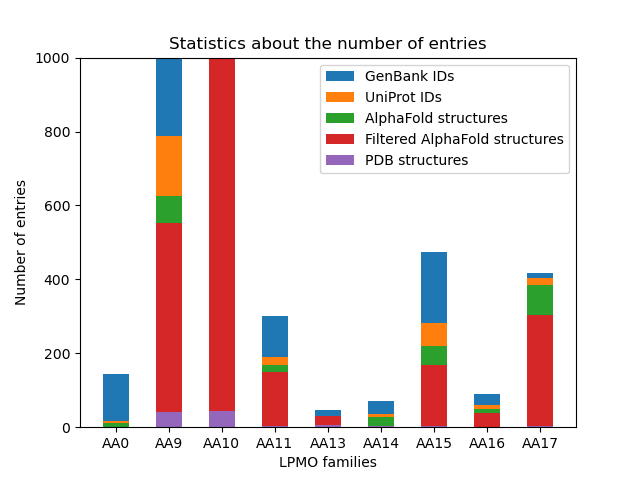 Statistics about the number of entries
Number of entries
1000
800
600
400
200
0
GenBank IDs
UniProt IDs
AlphaFold structures
Filtered AlphaFold structures
PDB structures
AA0 AA9 AA10 AA11 AA13 AA14 AA15 AA16 AA17
LPMO families